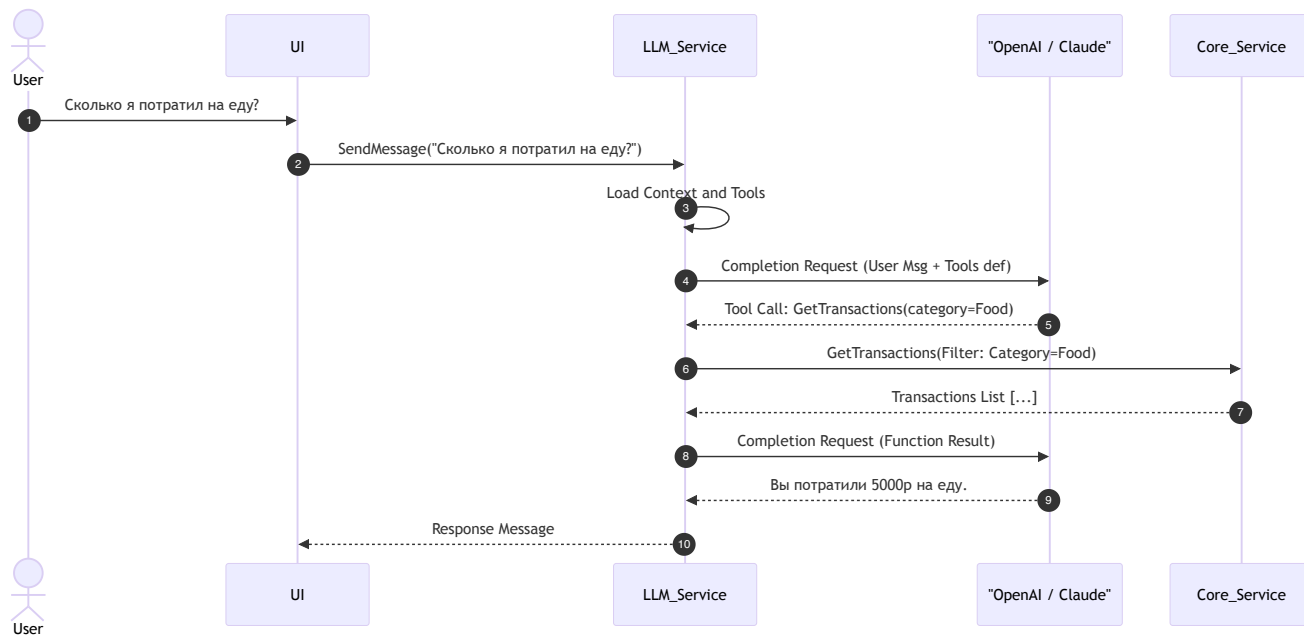 User
UI
LLM_Service
"OpenAI / Claude"
Core_Service
Сколько я потратил на еду?
1
SendMessage("Сколько я потратил на еду?")
2
Load Context and Tools
3
Completion Request (User Msg + Tools def)
4
Tool Call: GetTransactions(category=Food)
5
GetTransactions(Filter: Category=Food)
6
Transactions List [...]
7
Completion Request (Function Result)
8
Вы потратили 5000р на еду.
9
Response Message
10
User
UI
LLM_Service
"OpenAI / Claude"
Core_Service